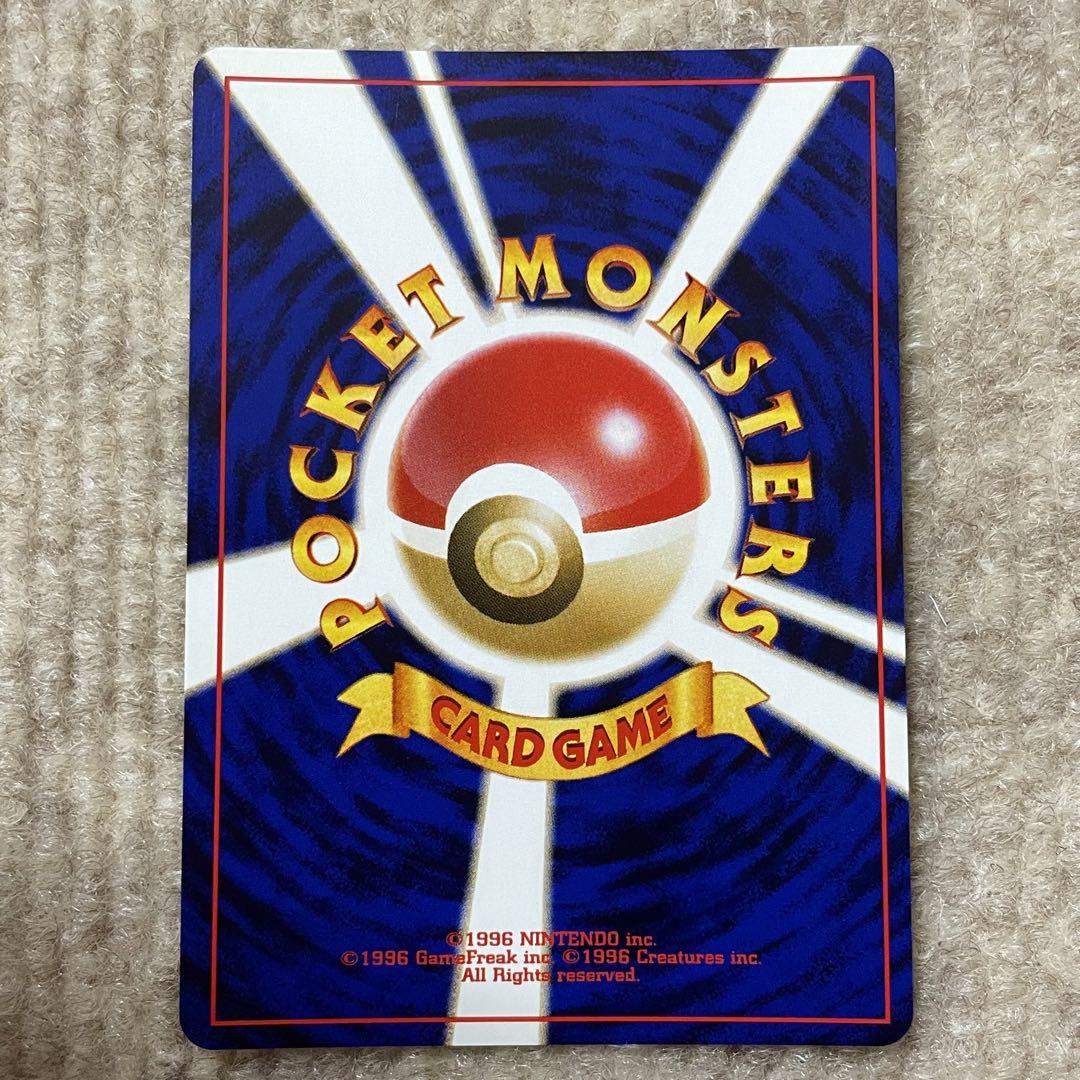 POCKET MONSTERS
CARD GAME
©1996 NINTENDO inc.
©1996 GameFreak inc. ©1996 Creatures inc.
All Rights reserved.